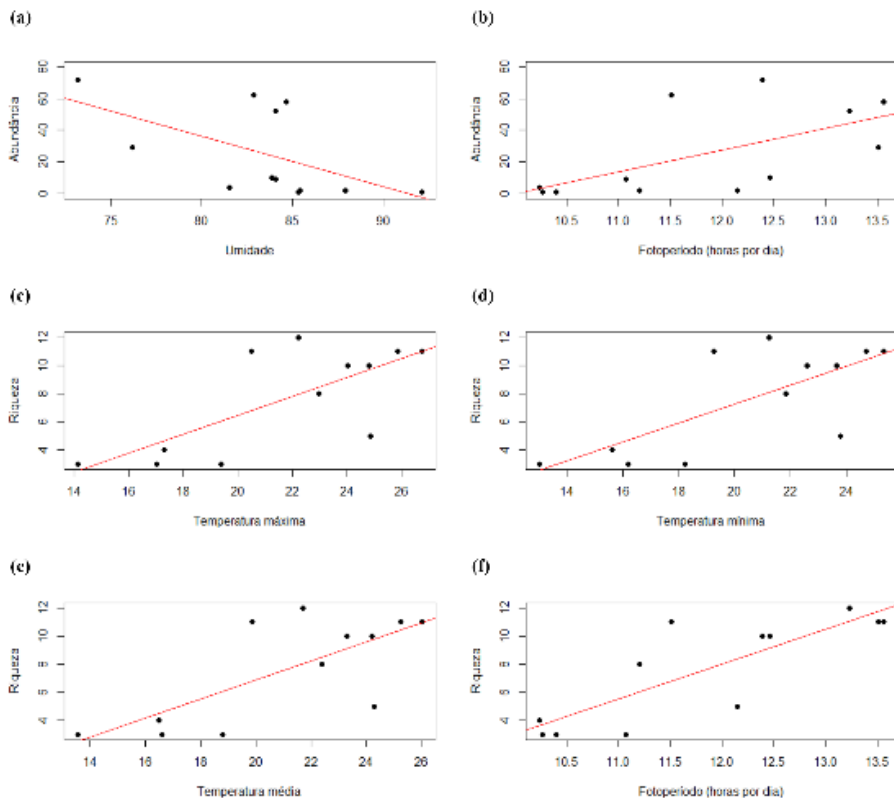 (a)
80
60
40
20
0
Abundância
75 80 85 90
Umidade
(b)
80
60
40
20
0
Abundância
10.5 11.0 11.5 12.0 12.5 13.0 13.5
Fotoperíodo (horas por dia)
(c)
12
10
8
6
4
Riqueza
14 16 18 20 22 24 26
Temperatura máxima
(d)
12
10
8
6
4
Riqueza
14 16 18 20 22 24
Temperatura mínima
(e)
12
10
8
6
4
Riqueza
14 16 18 20 22 24 26
Temperatura média
(f)
12
10
8
6
4
Riqueza
10.5 11.0 11.5 12.0 12.5 13.0 13.5
Fotoperíodo (horas por dia)